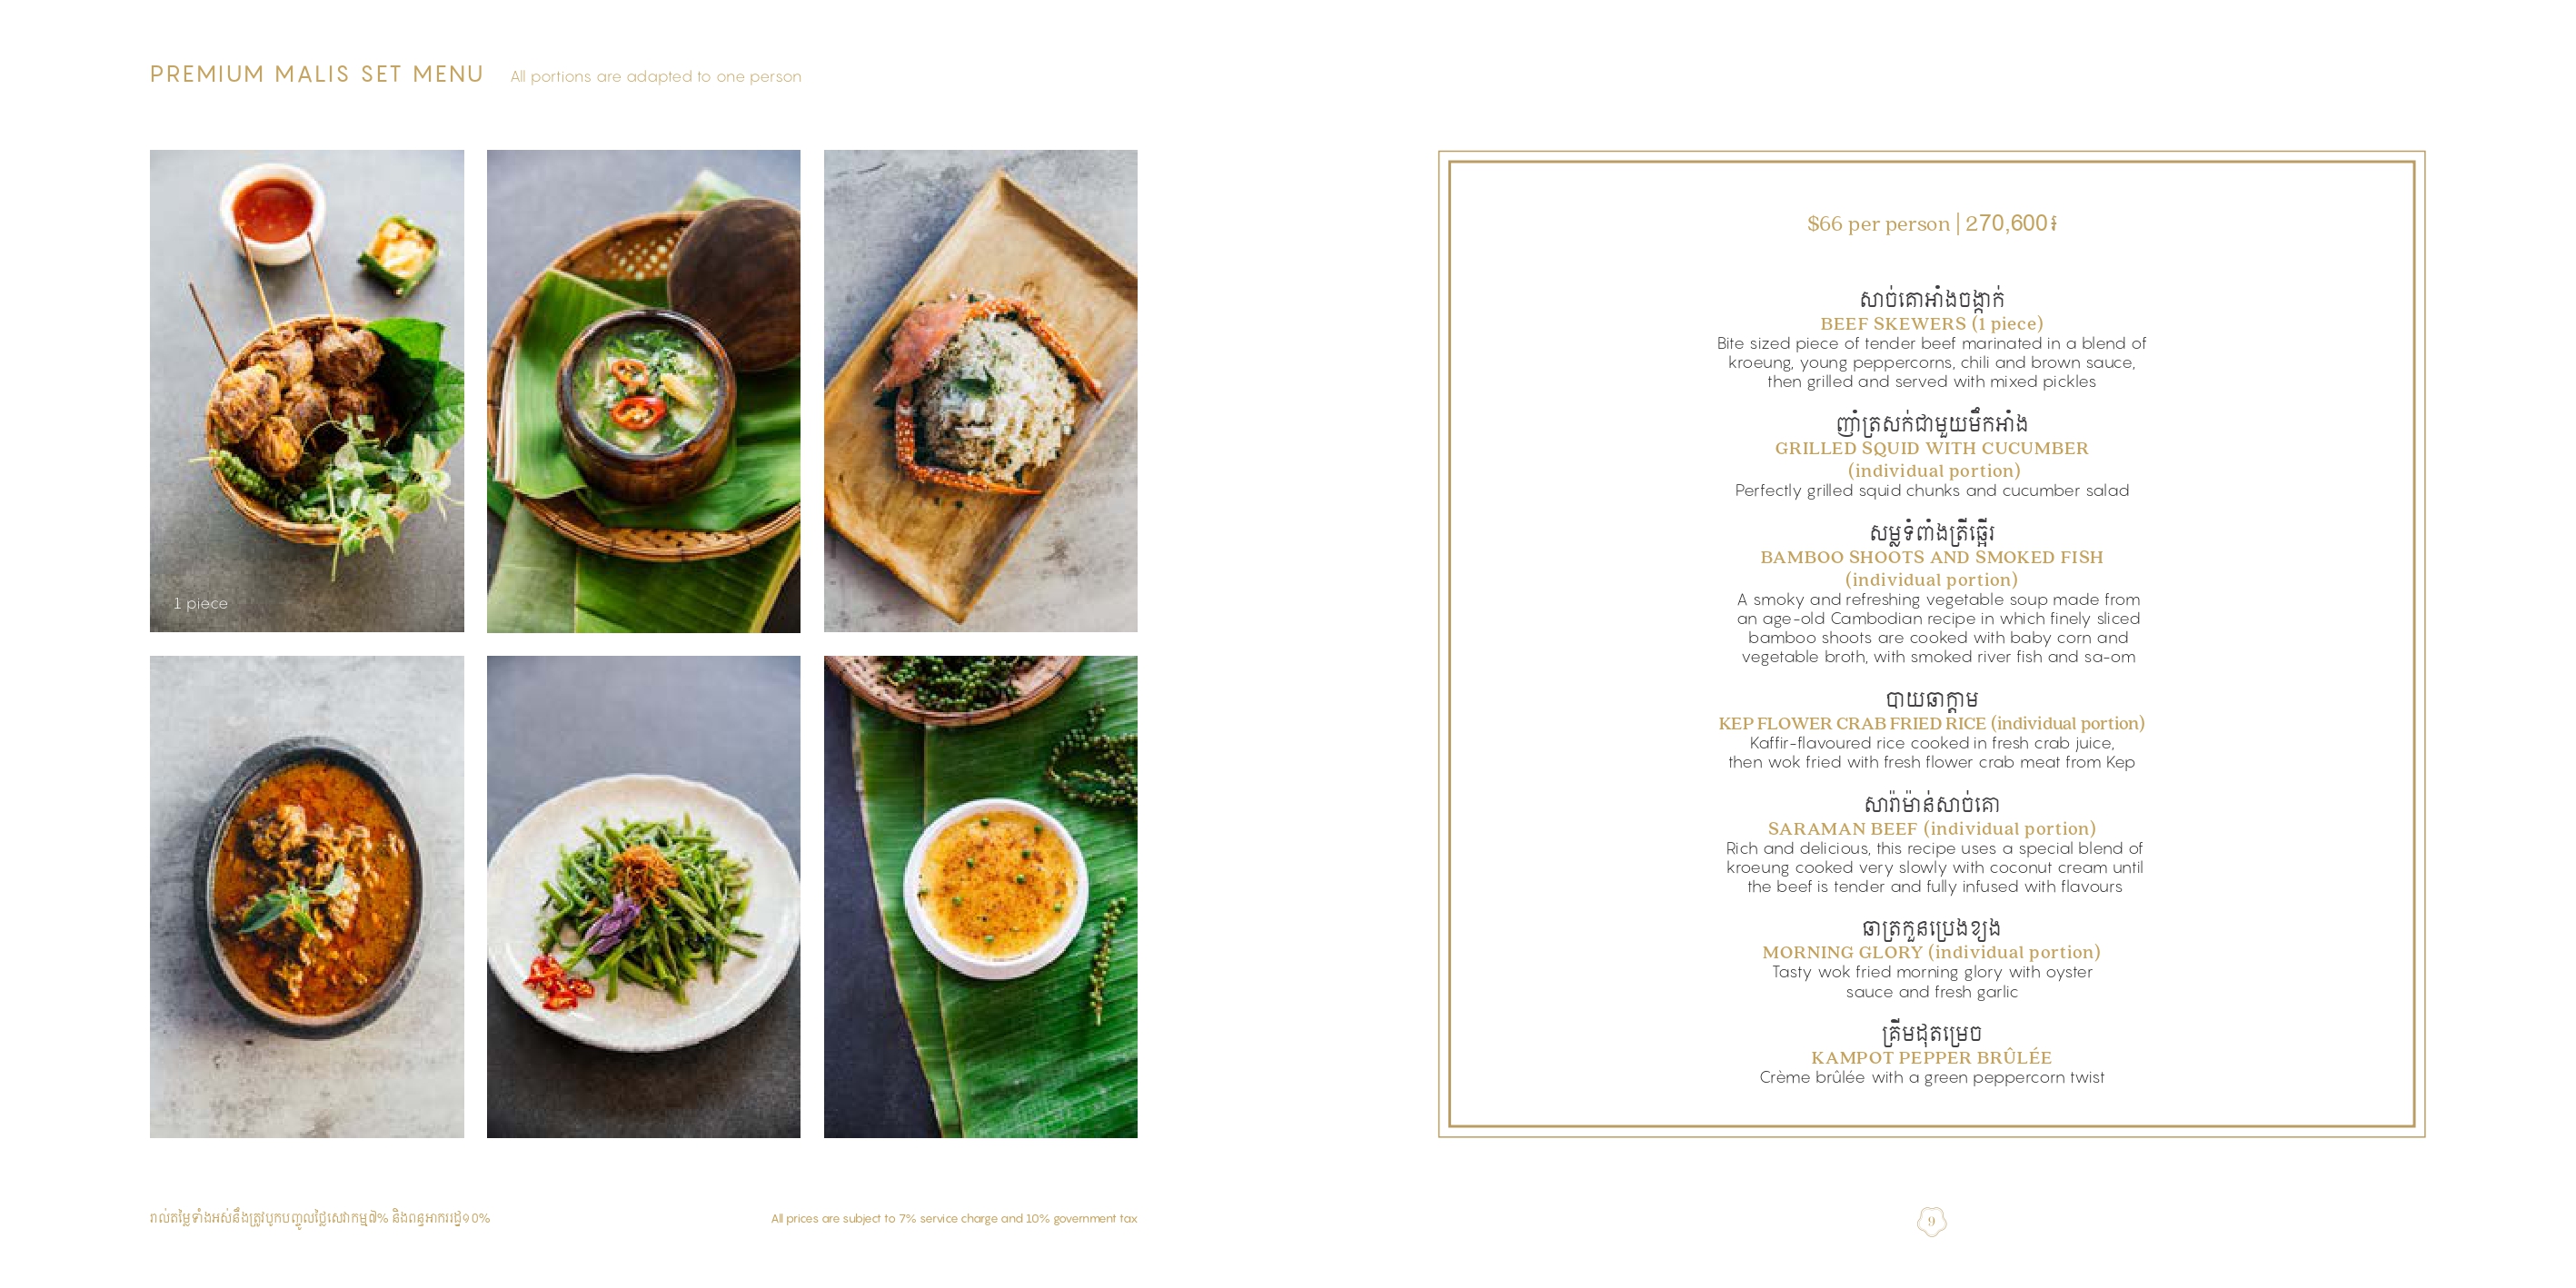 PREMIUM MALIS SET MENU All portions are adapted to one person
1 piece
$66 per person | 270,600៛
សាច់គោអាំងចង្កាក់
BEEF SKEWERS (1 piece)
Bite sized piece of tender beef marinated in a blend of
kroeung, young peppercorns, chili and brown sauce,
then grilled and served with mixed pickles
ញាំត្រសក់ជាមួយមឹកអាំង
GRILLED SQUID WITH CUCUMBER
(individual portion)
Perfectly grilled squid chunks and cucumber salad
សម្លទំពាំងត្រីឆ្អើរ
BAMBOO SHOOTS AND SMOKED FISH
(individual portion)
A smoky and refreshing vegetable soup made from
an age-old Cambodian recipe in which finely sliced
bamboo shoots are cooked with baby corn and
vegetable broth, with smoked river fish and sa-om
បាយឆាក្តាម
KEP FLOWER CRAB FRIED RICE (individual portion)
Kaffir-flavoured rice cooked in fresh crab juice,
then wok fried with fresh flower crab meat from Kep
សារ៉ាម៉ាន់សាច់គោ
SARAMAN BEEF (individual portion)
Rich and delicious, this recipe uses a special blend of
kroeung cooked very slowly with coconut cream until
the beef is tender and fully infused with flavours
ឆាត្រកួនប្រេងខ្យង
MORNING GLORY (individual portion)
Tasty wok fried morning glory with oyster
sauce and fresh garlic
គ្រីមដុតម្រេច
KAMPOT PEPPER BRÛLÉE
Crème brûlée with a green peppercorn twist
រាល់តម្លៃទាំងអស់នឹងត្រូវបូកបញ្ចូលថ្លៃសេវាកម្ម៧% និងពន្ធអាករដ្ឋ១0%
All prices are subject to 7% service charge and 10% government tax
9